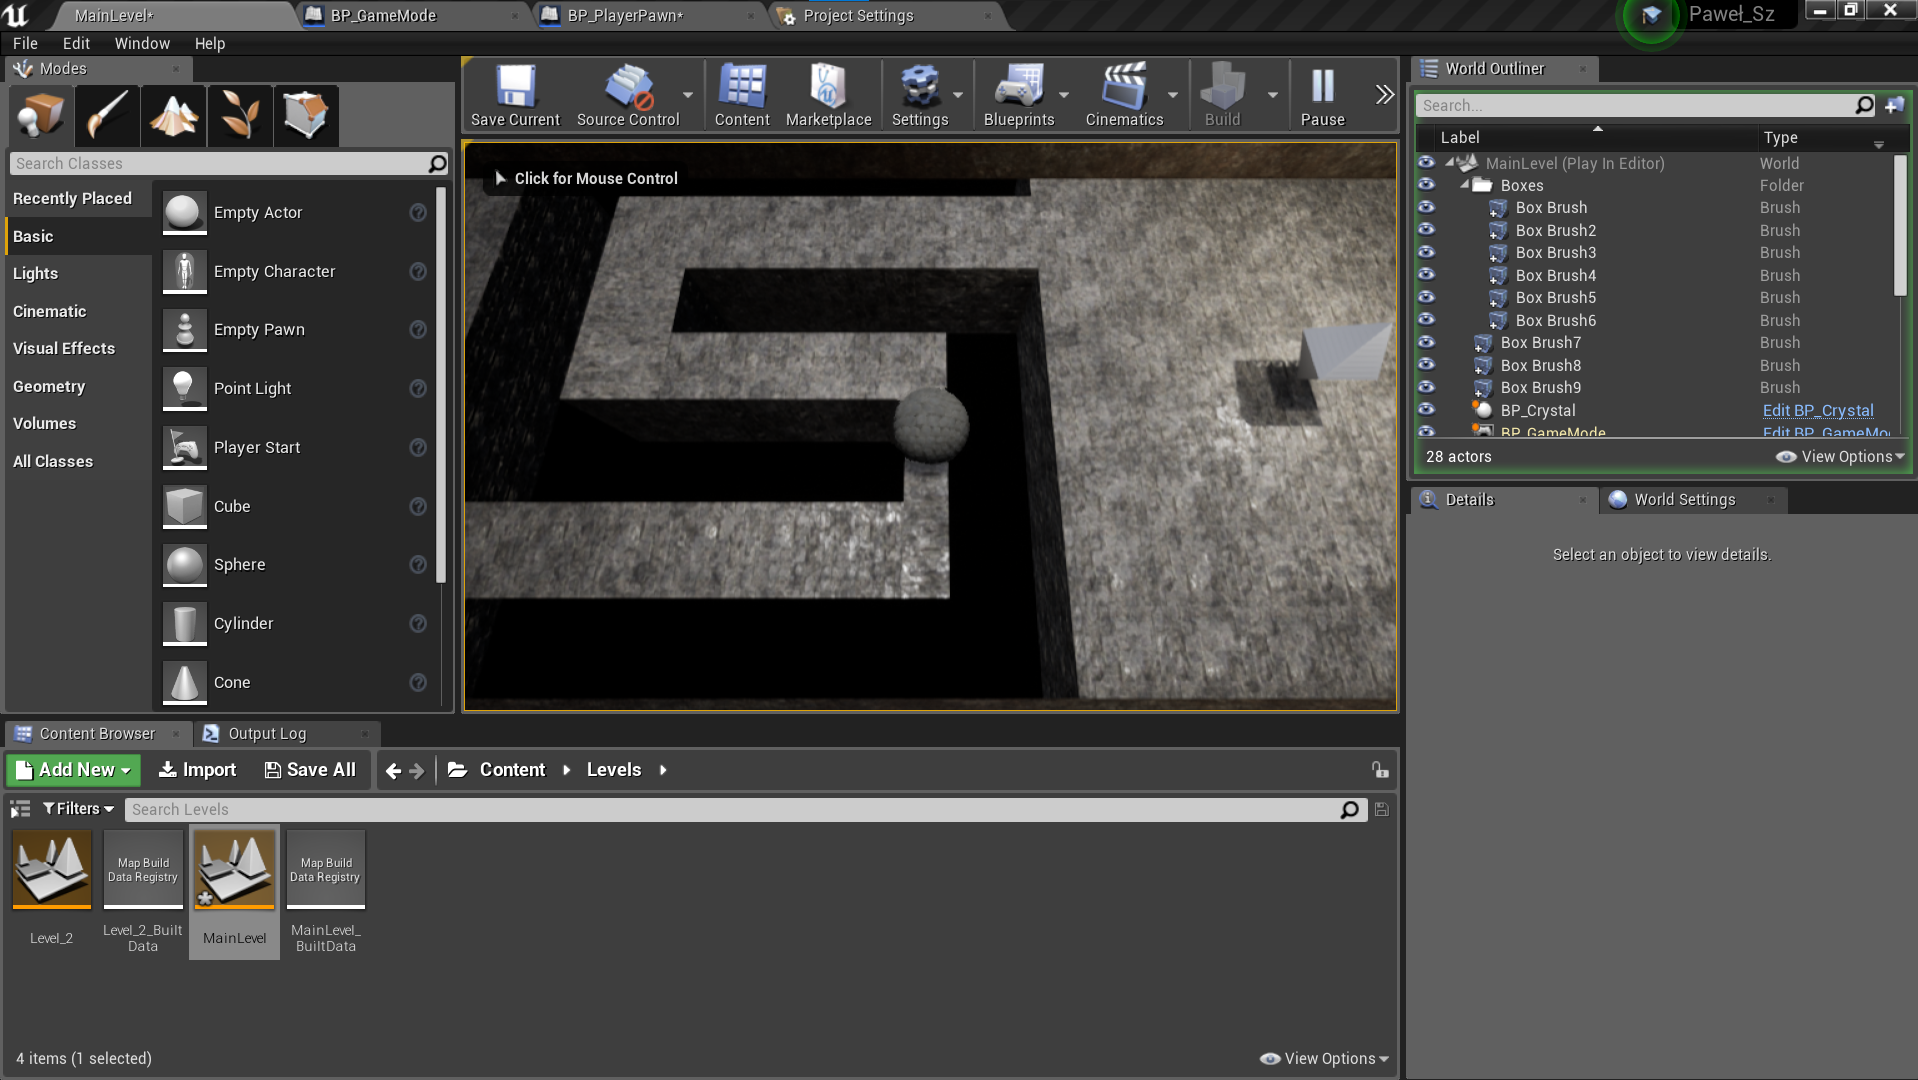 MainLevel*
BP_GameMode
BP_PlayerPawn*
Project Settings
Paweł_Sz
File Edit Window Help
Modes
Search Classes
Recently Placed
Basic
Lights
Cinematic
Visual Effects
Geometry
Volumes
All Classes
Empty Actor
Empty Character
Empty Pawn
Point Light
Player Start
Cube
Sphere
Cylinder
Cone
Save Current
Source Control
Content
Marketplace
Settings
Blueprints
Cinematics
Build
Pause
Click for Mouse Control
World Outliner
Search...
Label Type
MainLevel (Play In Editor) World
Boxes Folder
Box Brush Brush
Box Brush2 Brush
Box Brush3 Brush
Box Brush4 Brush
Box Brush5 Brush
Box Brush6 Brush
Box Brush7 Brush
Box Brush8 Brush
Box Brush9 Brush
BP_Crystal Edit BP_Crystal
BP_GameMode Edit BP_GameMo
28 actors View Options
Details
World Settings
Select an object to view details.
Content Browser
Output Log
Add New Import Save All Content Levels
Filters Search Levels
Map Build
Data Registry
Map Build
Data Registry
Level_2
Level_2_Built
Data
MainLevel
MainLevel_
BuiltData
4 items (1 selected) View Options